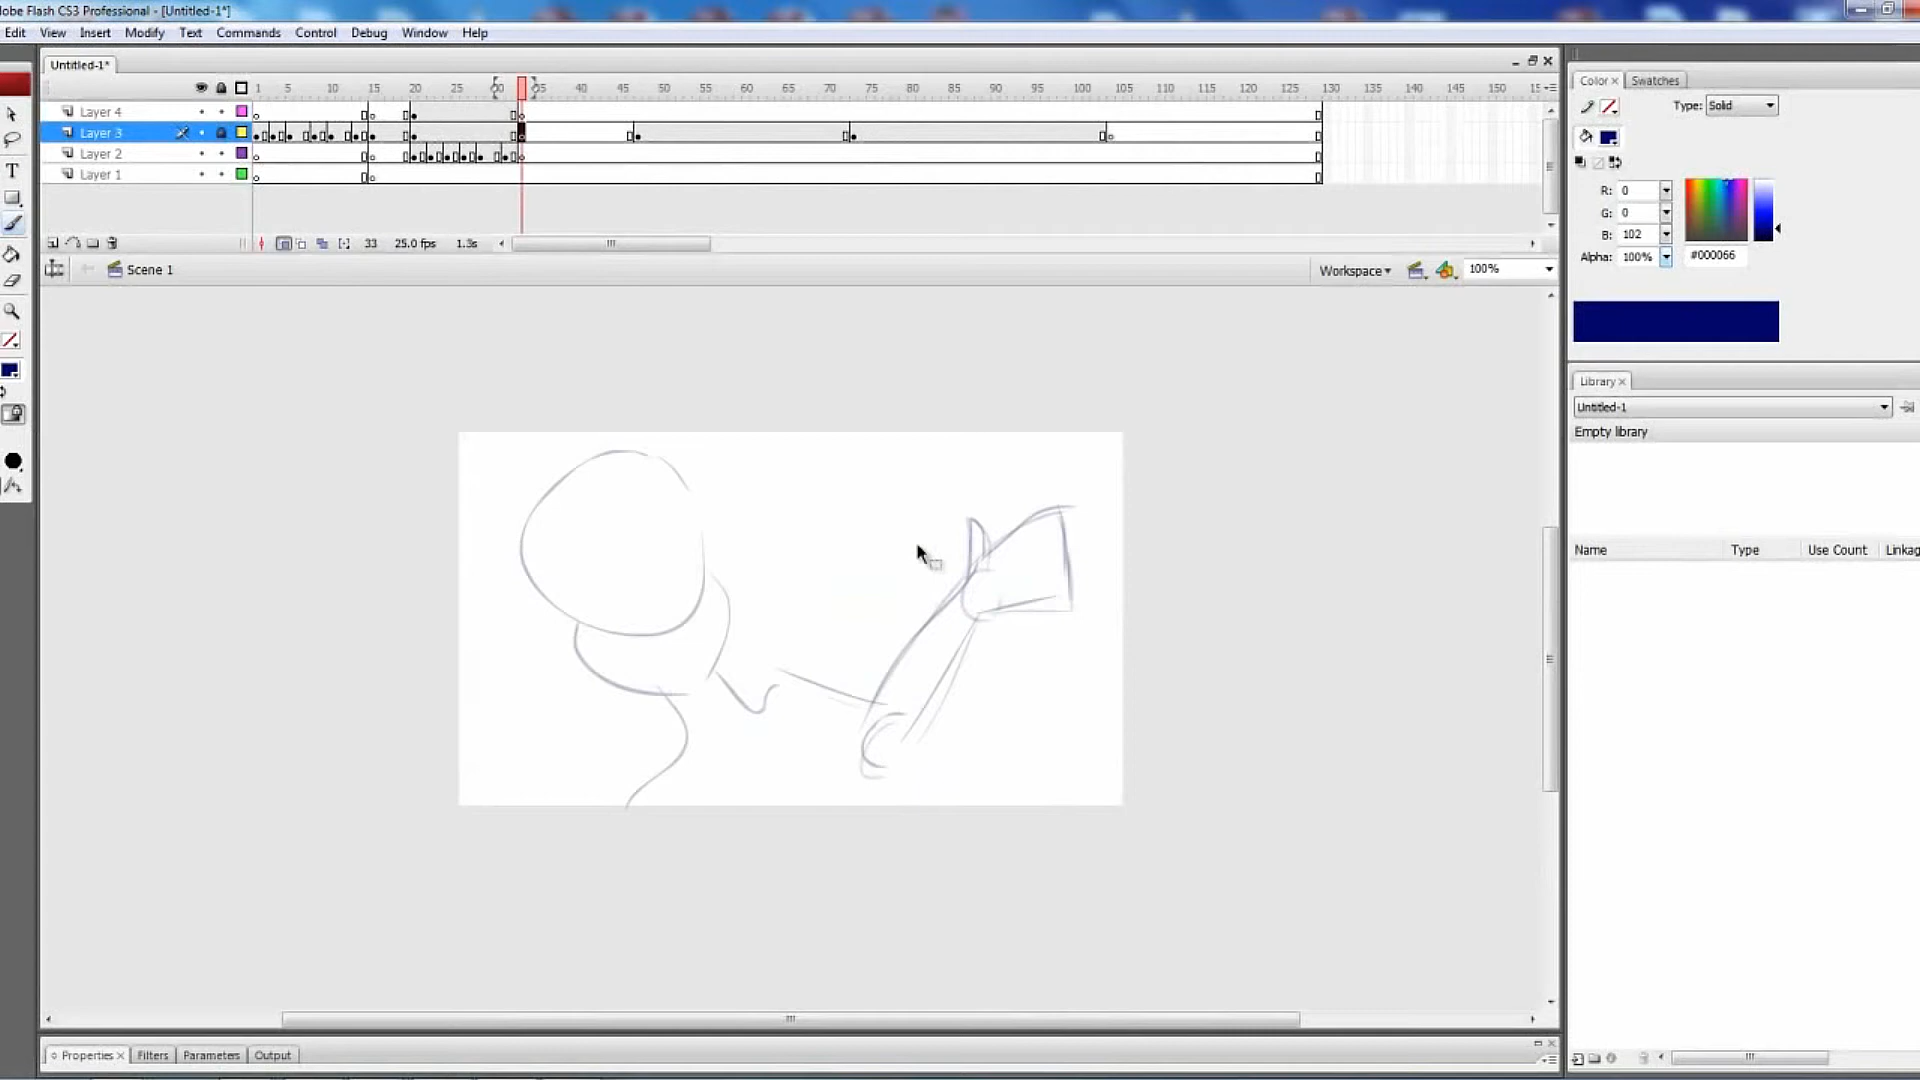 dobe Flash CS3 Professional - [Untitled-1*]
Edit View Insert Modify Text Commands Control Debug Window Help
Untitled-1*
1 5 10 15 20 25 30 35 40 45 50 55 60 65 70 75 80 85 90 95 100 105 110 115 120 125 130 135 140 145 150 15
Layer 4
Layer 3
Layer 2
Layer 1
33 25.0 fps 1.3s
Scene 1
Workspace
100%
Color Swatches
Type: Solid
R: 0
G: 0
B: 102
Alpha: 100% #000066
Library
Untitled-1
Empty library
Name Type Use Count Linkag
Properties Filters Parameters Output